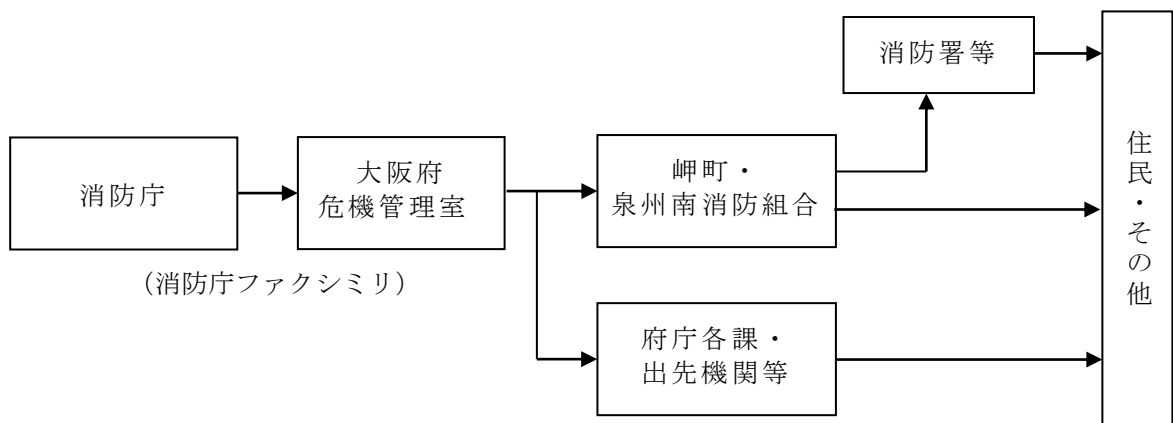 消防署等
消防庁
大阪府
危機管理室
岬町・
泉州南消防組合
住民・その他
(消防庁ファクシミリ)
府庁各課・
出先機関等